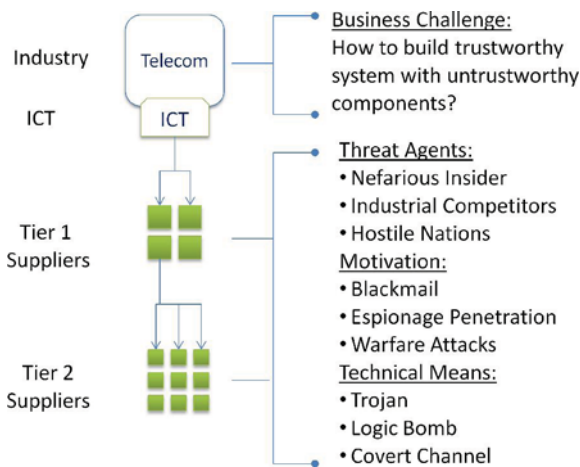 Industry
ICT
Tier 1
Suppliers
Tier 2
Suppliers
Telecom
ICT
Business Challenge:
How to build trustworthy
system with untrustworthy
components?
Threat Agents:
• Nefarious Insider
• Industrial Competitors
• Hostile Nations
Motivation:
• Blackmail
• Espionage Penetration
• Warfare Attacks
Technical Means:
• Trojan
• Logic Bomb
• Covert Channel